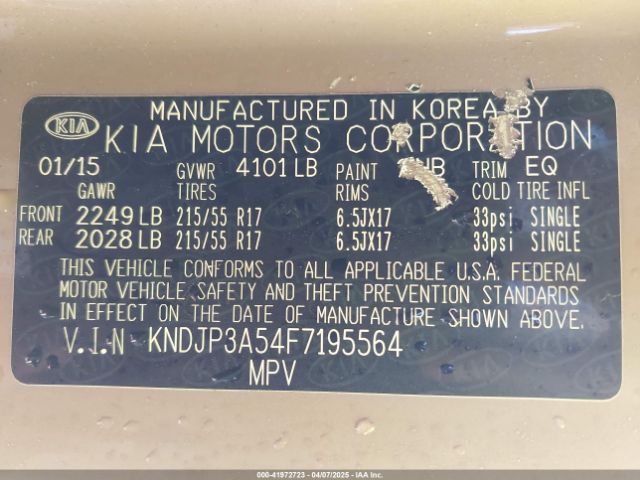 MANUFACTURED IN KOREA BY
KIA KIA MOTORS CORPORATION
01/15 GVWR 4101 LB PAINT HB TRIM EQ
GAWR TIRES RIMS COLD TIRE INFL
FRONT 2249 LB 215/55 R17 6.5JX17 33psi SINGLE
REAR 2028 LB 215/55 R17 6.5JX17 33psi SINGLE
THIS VEHICLE CONFORMS TO ALL APPLICABLE U.S.A. FEDERAL
MOTOR VEHICLE SAFETY AND THEFT PREVENTION STANDARDS
IN EFFECT ON THE DATE OF MANUFACTURE SHOWN ABOVE.
V.I.N KNDJP3A54F7195564
MPV
000-41972723 - 04/07/2025 - IAAI.com